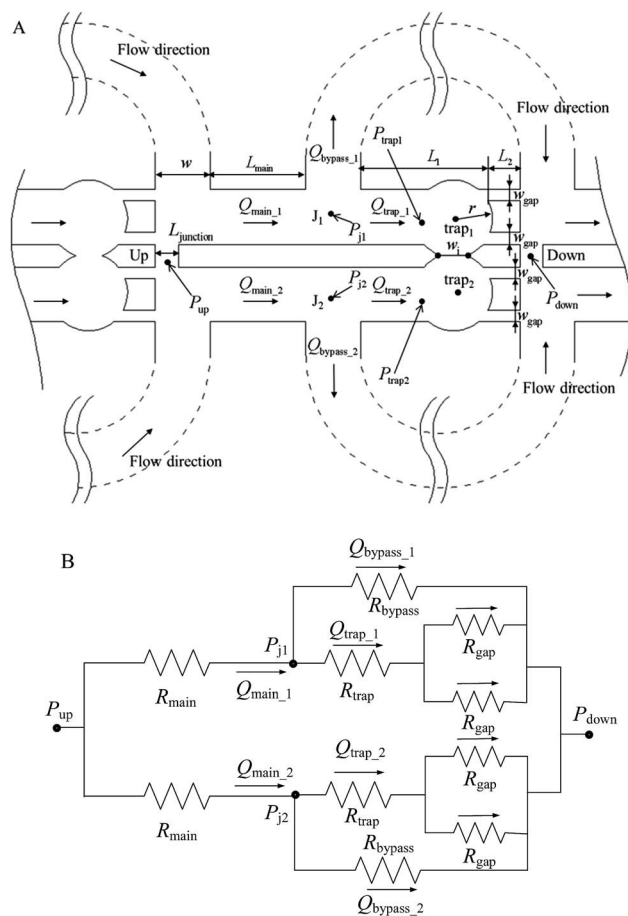 A
Flow direction
Flow direction
w
L_main
Q_bypass_1
P_trap1
L_1
L_2
w_gap
Q_main_1
J_1
P_j1
Q_trap_1
r
trap_1
w_gap
L_junction
Up
w_j
Down
P_up
Q_main_2
J_2
P_j2
Q_trap_2
trap_2
w_gap
P_down
w_gap
Q_bypass_2
P_trap2
Flow direction
Flow direction
B
Q_bypass_1
R_bypass
P_j1
Q_trap_1
R_gap
R_main
Q_main_1
R_trap
R_gap
P_up
P_down
Q_main_2
Q_trap_2
R_gap
R_main
P_j2
R_trap
R_gap
R_bypass
Q_bypass_2